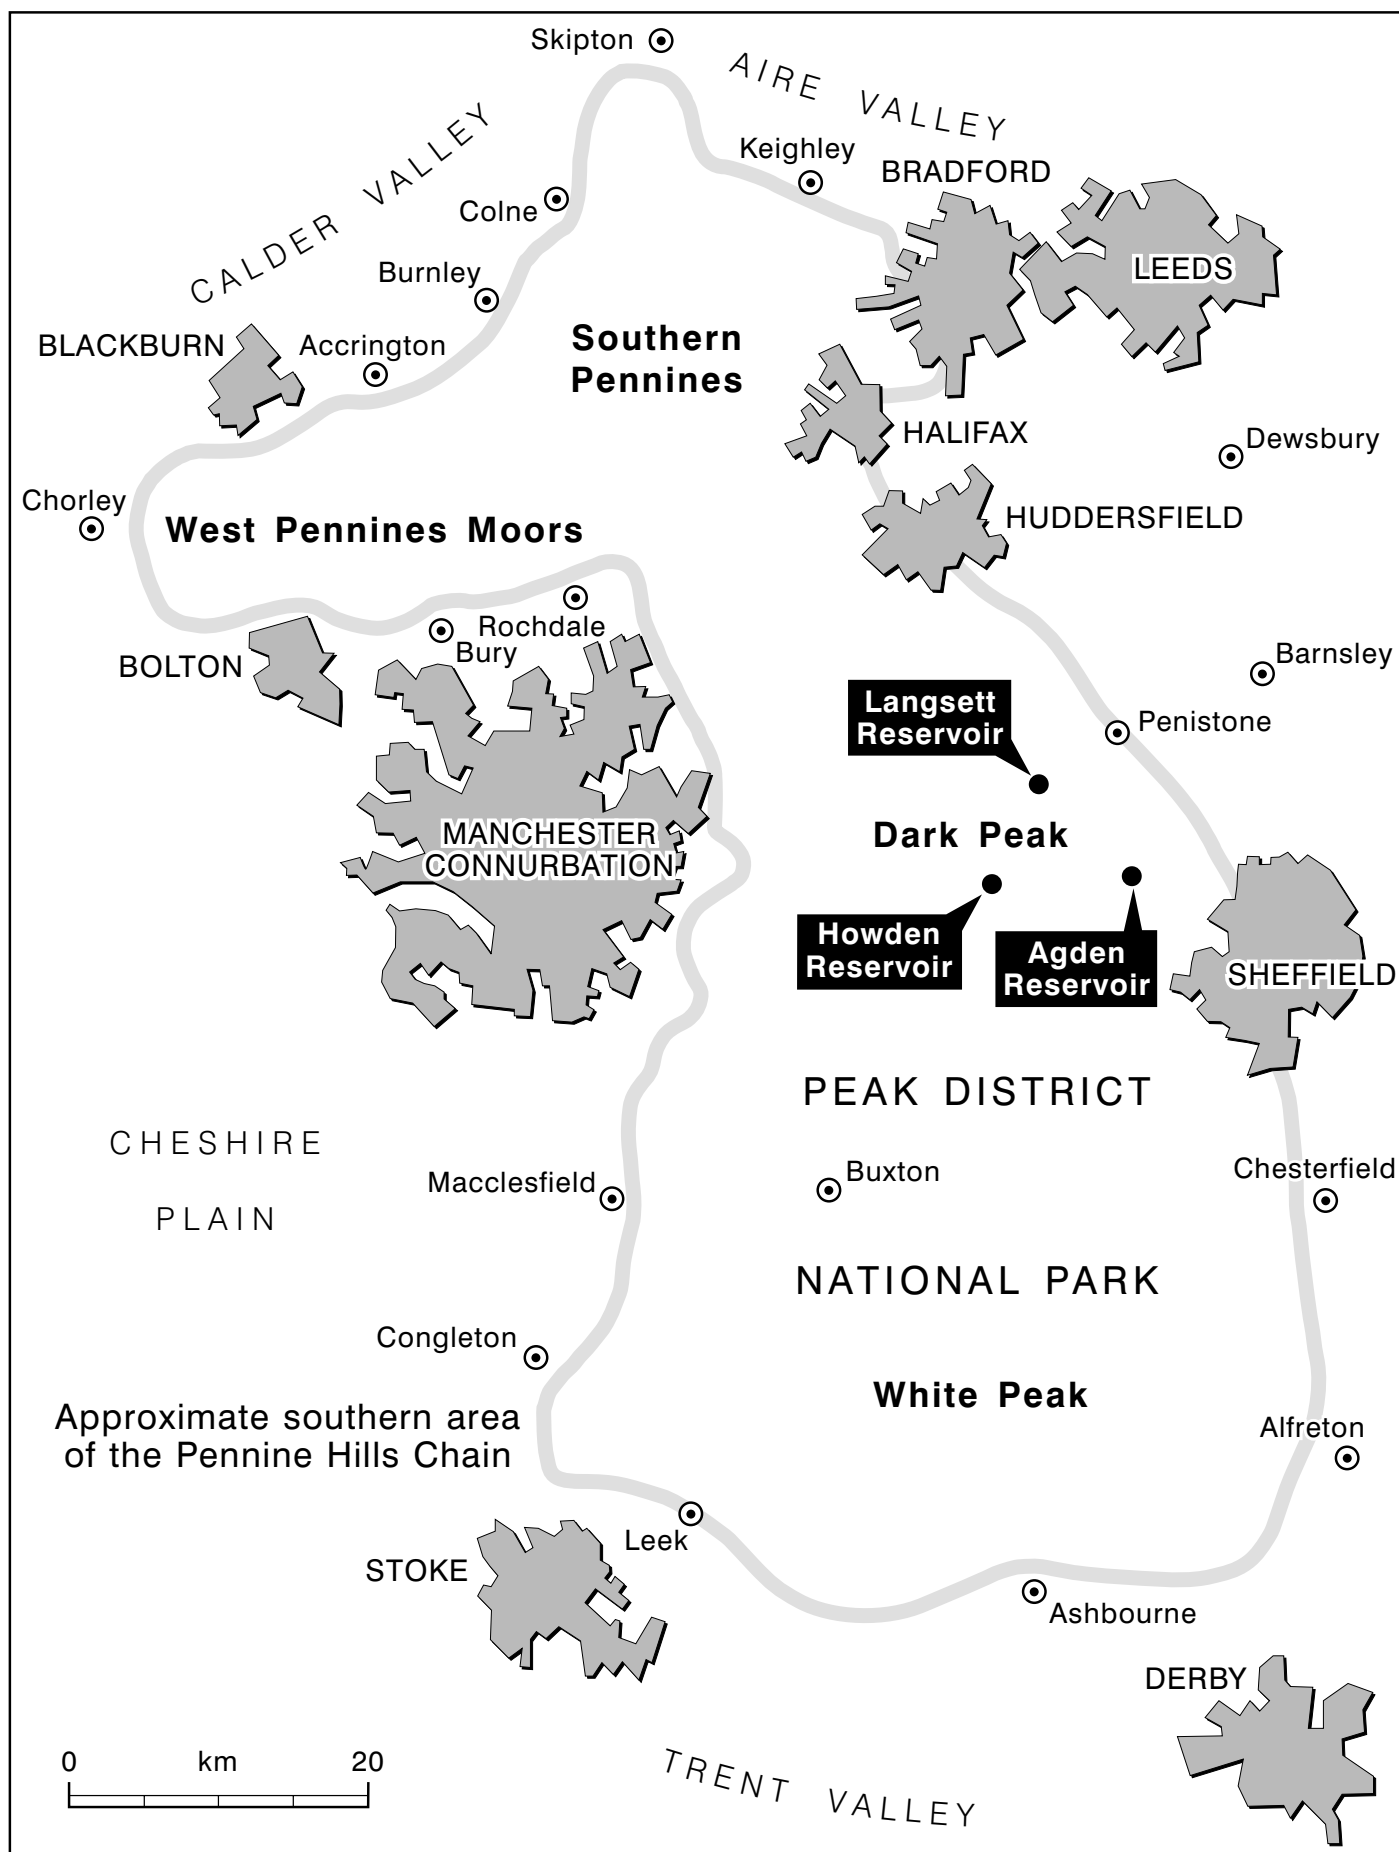 Skipton
AIRE VALLEY
CALDER VALLEY
Keighley
BRADFORD
Colne
LEEDS
Burnley
BLACKBURN
Accrington
Southern
Pennines
HALIFAX
Dewsbury
Chorley
West Pennines Moors
HUDDERSFIELD
Rochdale
Bury
BOLTON
Barnsley
Langsett
Reservoir
Penistone
MANCHESTER
CONNURBATION
Dark Peak
Howden
Reservoir
Agden
Reservoir
SHEFFIELD
PEAK DISTRICT
CHESHIRE
PLAIN
Macclesfield
Buxton
Chesterfield
NATIONAL PARK
Congleton
White Peak
Approximate southern area
of the Pennine Hills Chain
Alfreton
Leek
STOKE
Ashbourne
DERBY
0 km 20
TRENT VALLEY